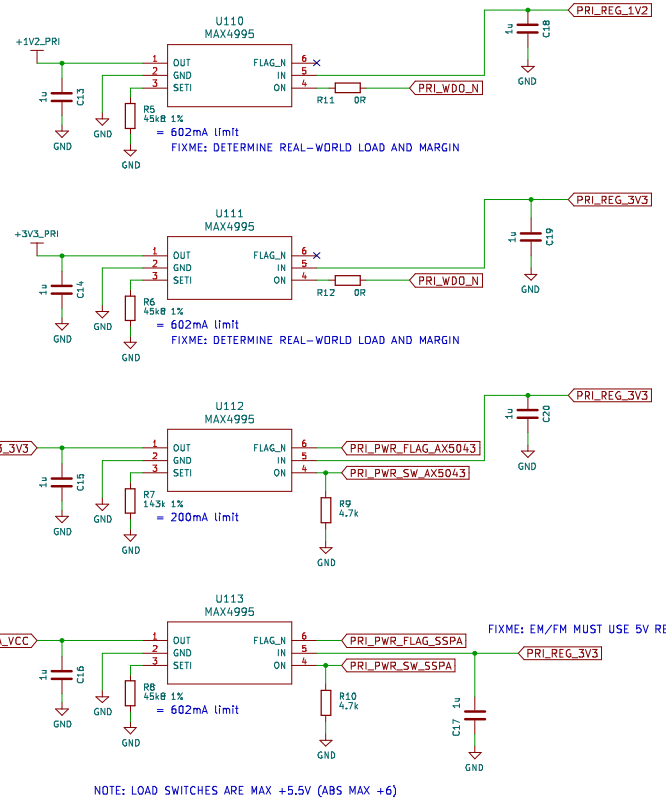 U110
MAX4995
+1V2_PRI
1 OUT
2 GND
3 SETI
FLAG_N 6
IN 5
ON 4
1u C13
GND
GND
R5
45k8 1%
GND
= 602mA limit
FIXME: DETERMINE REAL-WORLD LOAD AND MARGIN
R11 0R
PRI_WDO_N
1u C18
GND
PRI_REG_1V2
U111
MAX4995
+3V3_PRI
1 OUT
2 GND
3 SETI
FLAG_N 6
IN 5
ON 4
1u C14
GND
GND
R6
45k8 1%
GND
= 602mA limit
FIXME: DETERMINE REAL-WORLD LOAD AND MARGIN
R12 0R
PRI_WDO_N
1u C19
GND
PRI_REG_3V3
U112
MAX4995
3_3V3
1 OUT
2 GND
3 SETI
FLAG_N 6
IN 5
ON 4
1u C15
GND
GND
R7
143k 1%
GND
= 200mA limit
PRI_PWR_FLAG_AX5043
PRI_PWR_SW_AX5043
R9
4.7k
GND
1u C20
GND
PRI_REG_3V3
U113
MAX4995
A_VCC
1 OUT
2 GND
3 SETI
FLAG_N 6
IN 5
ON 4
1u C16
GND
GND
R8
45k8 1%
GND
= 602mA limit
PRI_PWR_FLAG_SSPA
PRI_PWR_SW_SSPA
R10
4.7k
GND
FIXME: EM/FM MUST USE 5V RE
PRI_REG_3V3
C17 1u
GND
NOTE: LOAD SWITCHES ARE MAX +5.5V (ABS MAX +6)